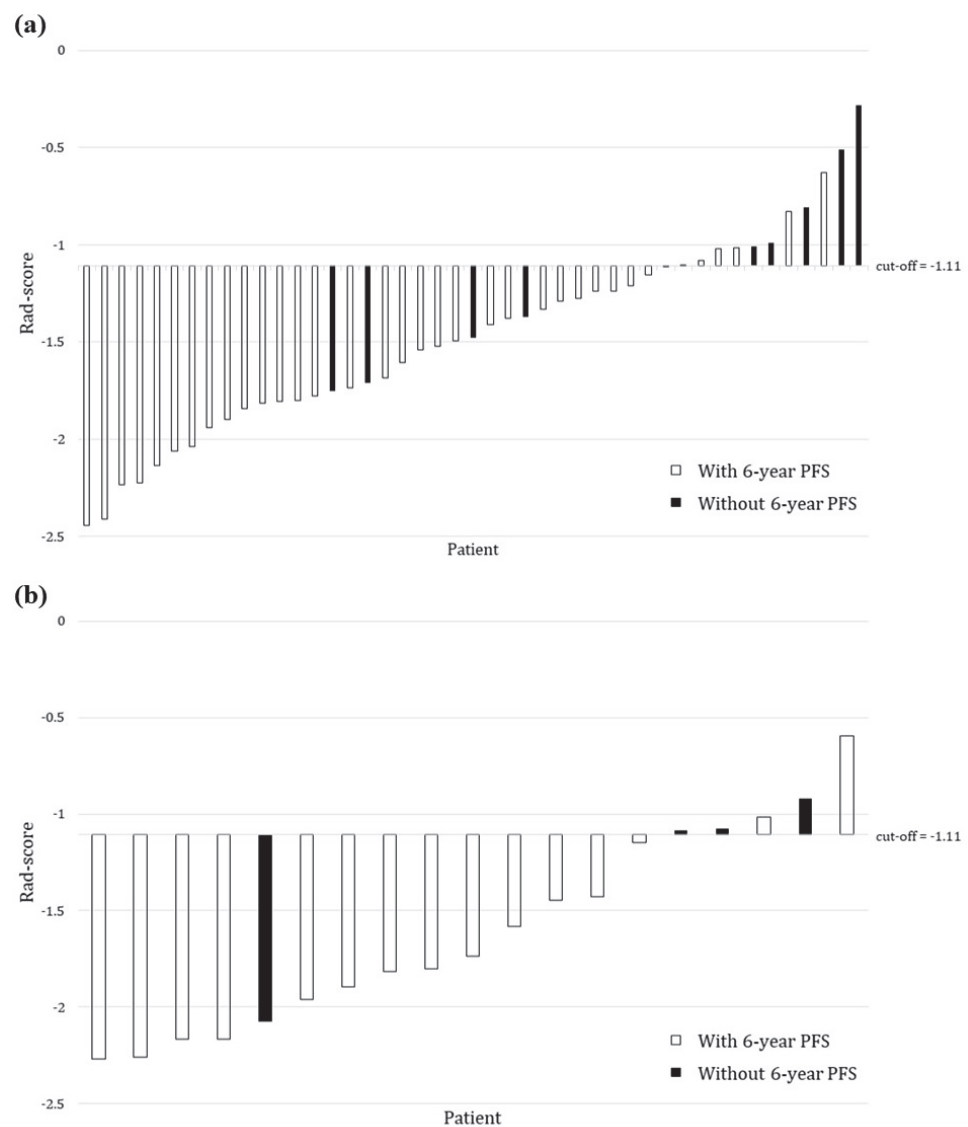 (a)
0
-0.5
-1
cut-off = -1.11
Rad-score
-1.5
-2
With 6-year PFS
Without 6-year PFS
-2.5
Patient
(b)
0
-0.5
-1
cut-off = -1.11
Rad-score
-1.5
-2
With 6-year PFS
Without 6-year PFS
-2.5
Patient